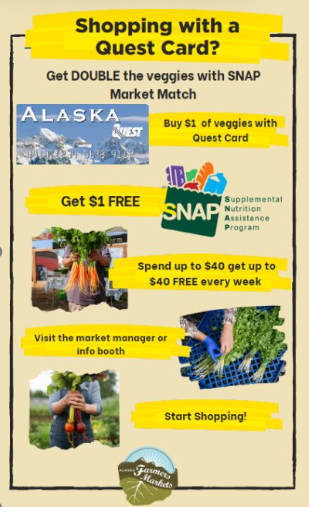 Shopping with a
Quest Card?
Get DOUBLE the veggies with SNAP
Market Match
ALASKA
QUEST
Buy $1 of veggies with
Quest Card
Get $1 FREE
SNAP
Supplemental
Nutrition
Assistance
Program
Spend up to $40 get up to
$40 FREE every week
Visit the market manager or
info booth
Start Shopping!
ALASKA
Farmers
Markets